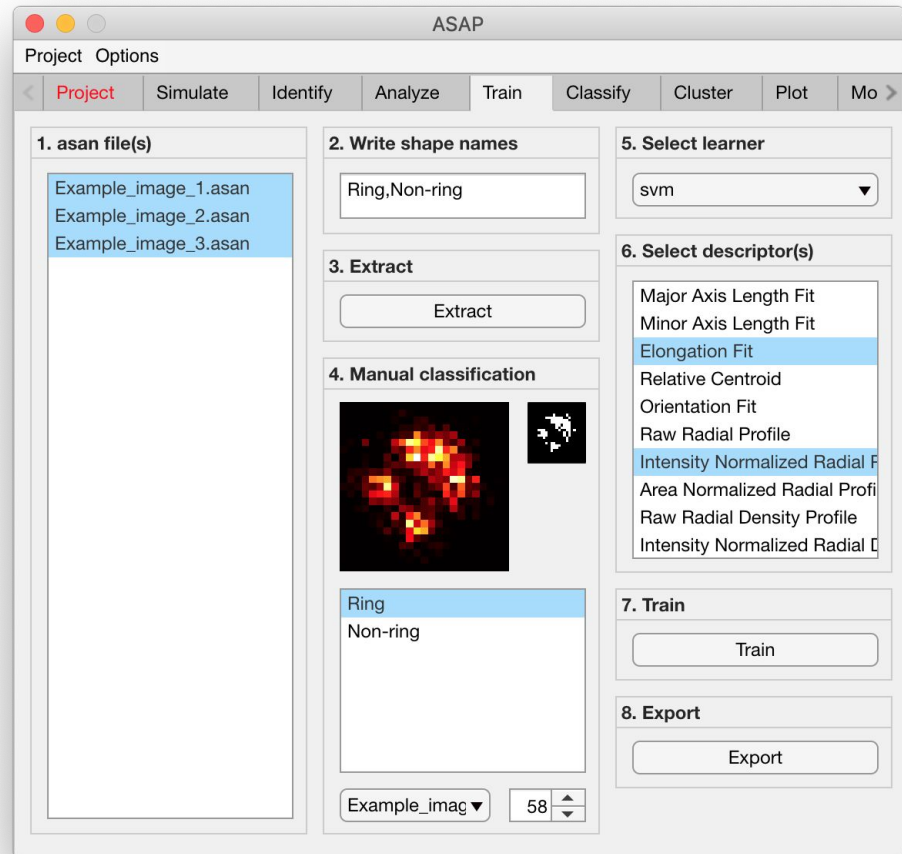 ASAP
Project Options
Project Simulate Identify Analyze Train Classify Cluster Plot Mo
1. asan file(s)
Example_image_1.asan
Example_image_2.asan
Example_image_3.asan
2. Write shape names
Ring,Non-ring
3. Extract
Extract
4. Manual classification
Ring
Non-ring
Example_imag
58
5. Select learner
svm
6. Select descriptor(s)
Major Axis Length Fit
Minor Axis Length Fit
Elongation Fit
Relative Centroid
Orientation Fit
Raw Radial Profile
Intensity Normalized Radial P
Area Normalized Radial Profi
Raw Radial Density Profile
Intensity Normalized Radial D
7. Train
Train
8. Export
Export